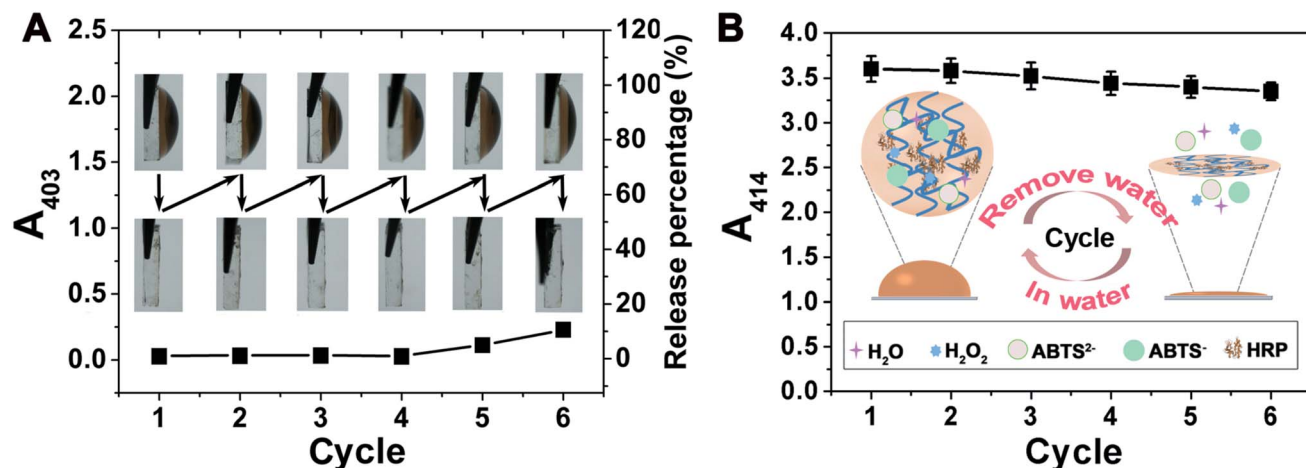 A
A₄₀₃
2.5
2.0
1.5
1.0
0.5
0.0
120
100
80
60
40
20
0
Release percentage (%)
1 2 3 4 5 6
Cycle
B
A₄₁₄
4.0
3.5
3.0
2.5
2.0
1.5
1.0
0.5
0.0
Remove water
Cycle
In water
H₂O H₂O₂ ABTS²⁻ ABTS⁻ HRP
1 2 3 4 5 6
Cycle